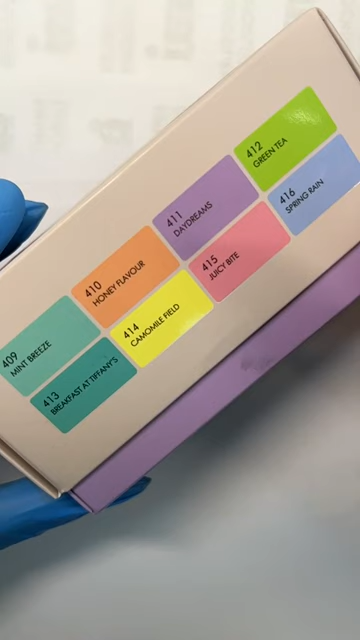 409
MINT BREEZE
410
HONEY FLAVOUR
411
DAYDREAMS
412
GREEN TEA
413
BREAKFAST AT TIFFANY'S
414
CAMOMILE FIELD
415
JUICY BITE
416
SPRING RAIN